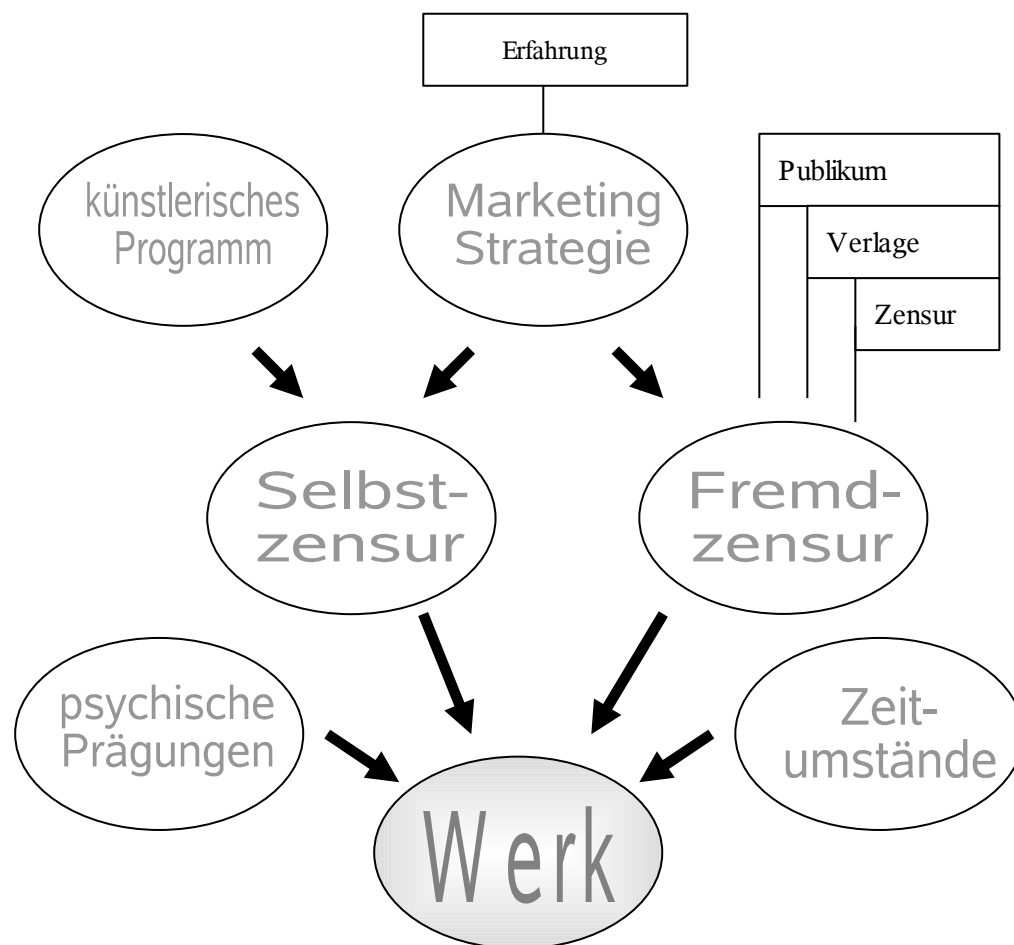 Erfahrung
künstlerisches
Programm
Marketing
Strategie
Publikum
Verlage
Zensur
Selbst-
zensur
Fremd-
zensur
psychische
Prägungen
Zeit-
umstände
Werk